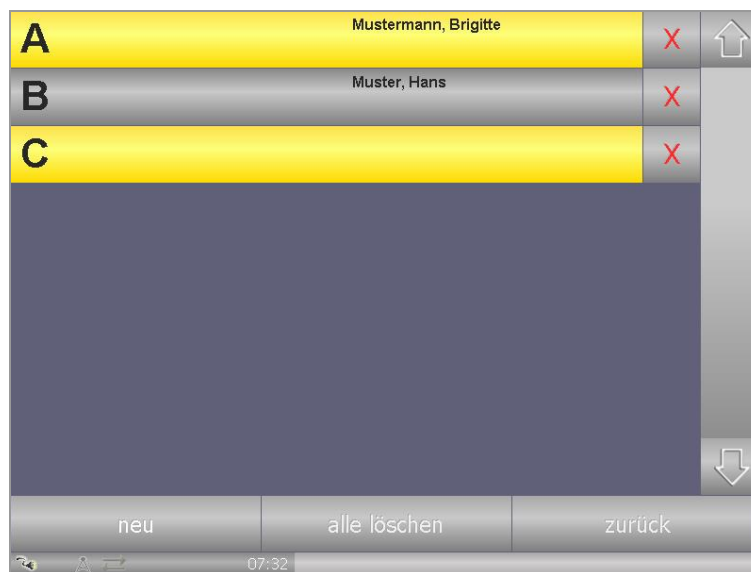 A Mustermann, Brigitte X
B Muster, Hans X
C X
neu alle löschen zurück
07:32